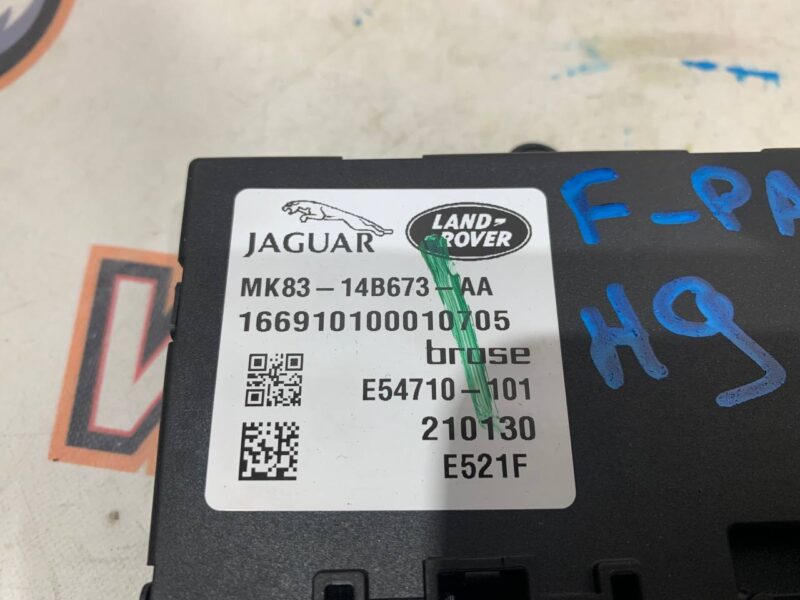 JAGUAR
LAND-ROVER
MK83-14B673-AA
166910100010705
brose
E54710-101
210130
E521F
F-PA
H9